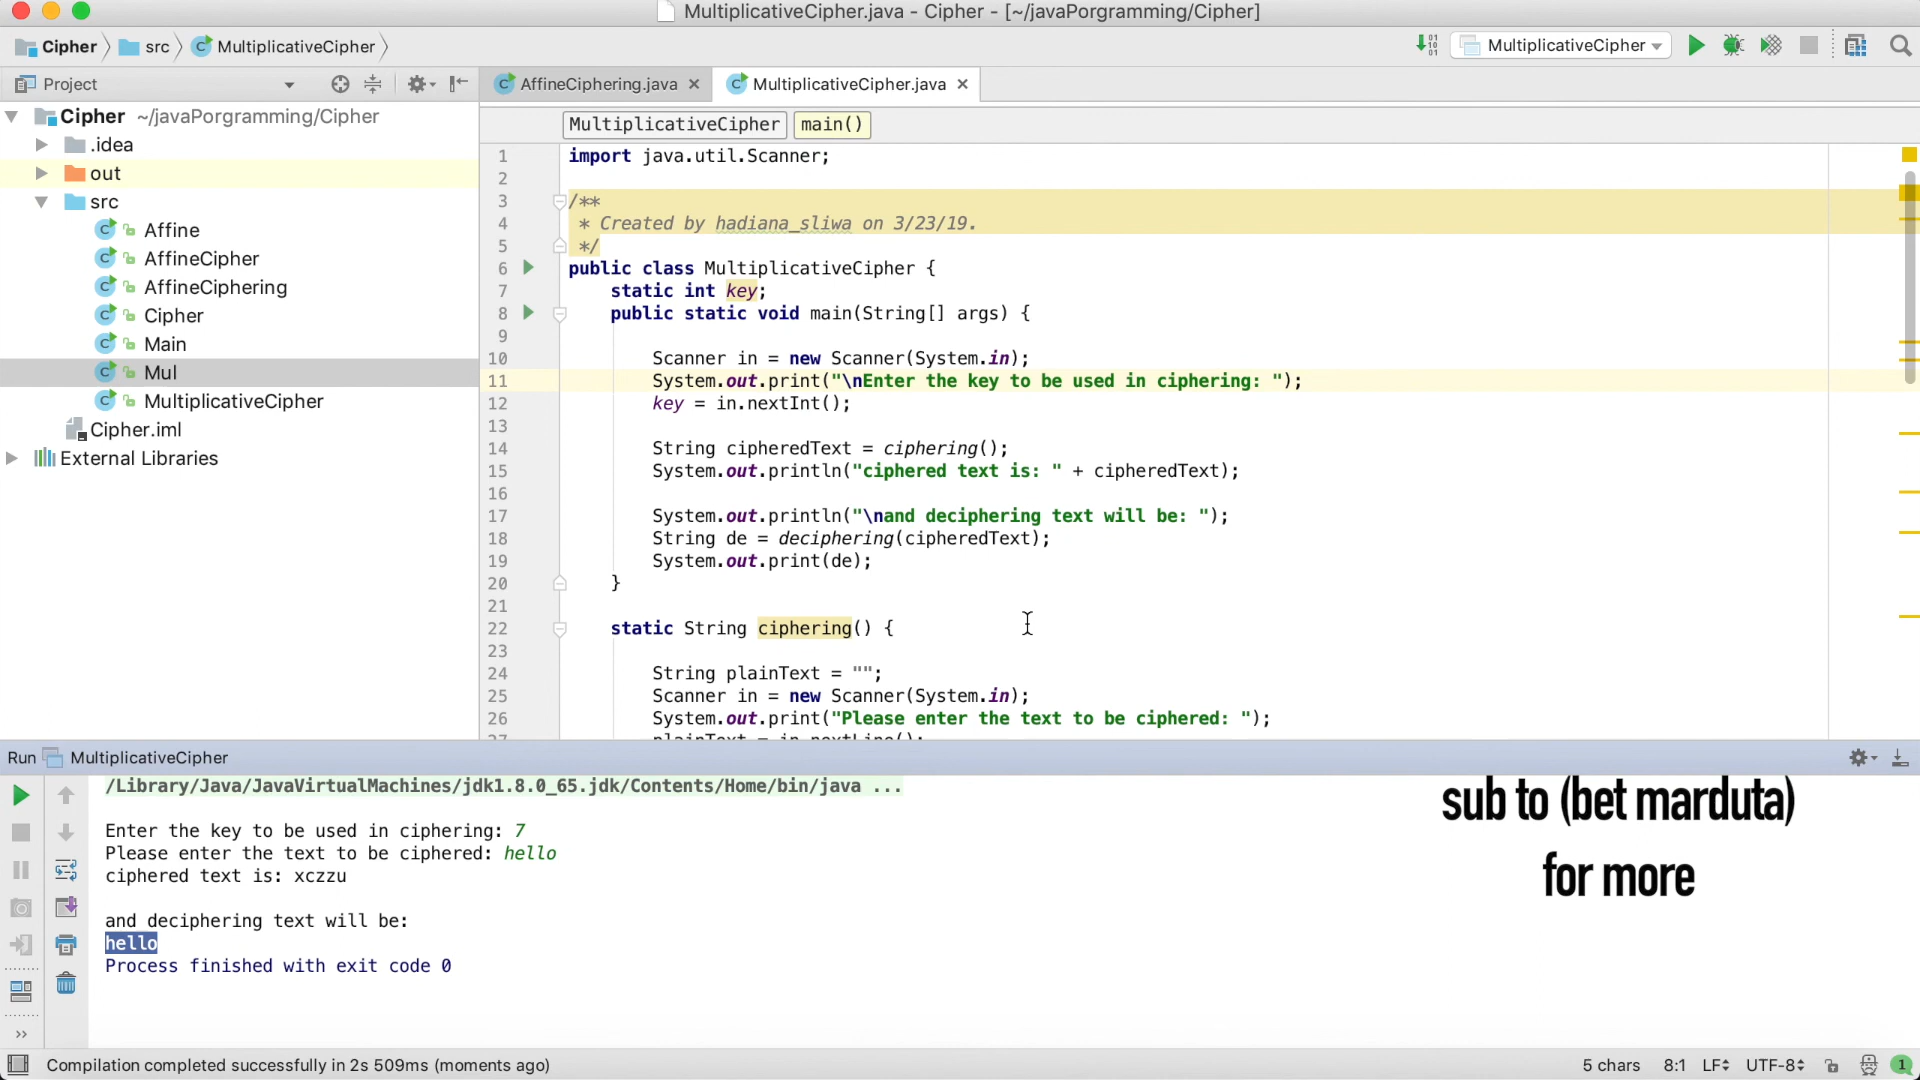 MultiplicativeCipher.java - Cipher - [~/javaPorgramming/Cipher]
Cipher src MultiplicativeCipher
MultiplicativeCipher
Project
AffineCiphering.java
MultiplicativeCipher.java
Cipher ~/javaPorgramming/Cipher
.idea
out
src
Affine
AffineCipher
AffineCiphering
Cipher
Main
Mul
MultiplicativeCipher
Cipher.iml
External Libraries
MultiplicativeCipher main()
1 import java.util.Scanner;
2
3 /**
4 * Created by hadiana_sliwa on 3/23/19.
5 */
6 public class MultiplicativeCipher {
7 static int key;
8 public static void main(String[] args) {
9
10 Scanner in = new Scanner(System.in);
11 System.out.print("\nEnter the key to be used in ciphering: ");
12 key = in.nextInt();
13
14 String cipheredText = ciphering();
15 System.out.println("ciphered text is: " + cipheredText);
16
17 System.out.println("\nand deciphering text will be: ");
18 String de = deciphering(cipheredText);
19 System.out.print(de);
20 }
21
22 static String ciphering() {
23
24 String plainText = "";
25 Scanner in = new Scanner(System.in);
26 System.out.print("Please enter the text to be ciphered: ");
Run MultiplicativeCipher
/Library/Java/JavaVirtualMachines/jdk1.8.0_65.jdk/Contents/Home/bin/java ...
Enter the key to be used in ciphering: 7
Please enter the text to be ciphered: hello
ciphered text is: xczzu
and deciphering text will be:
hello
Process finished with exit code 0
sub to (bet marduta)
for more
Compilation completed successfully in 2s 509ms (moments ago)
5 chars 8:1 LF UTF-8 1